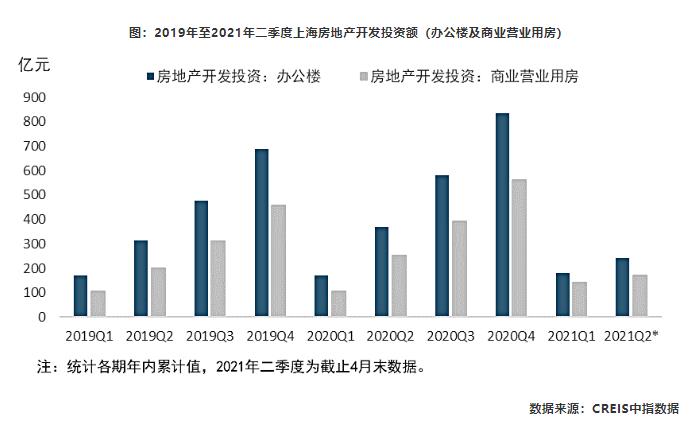 图：2019年至2021年二季度上海房地产开发投资额（办公楼及商业营业用房）
亿元
房地产开发投资：办公楼
房地产开发投资：商业营业用房
900
800
700
600
500
400
300
200
100
0
2019Q1 2019Q2 2019Q3 2019Q4 2020Q1 2020Q2 2020Q3 2020Q4 2021Q1 2021Q2*
注：统计各期年内累计值，2021年二季度为截止4月末数据。
数据来源：CREIS中指数据